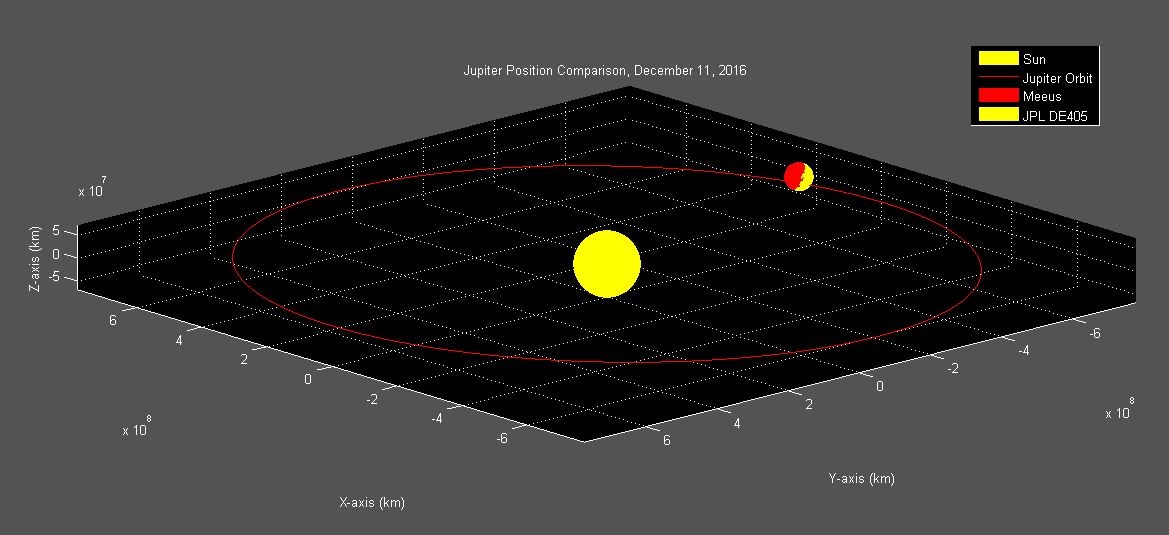 Jupiter Position Comparison, December 11, 2016
Sun
Jupiter Orbit
Meeus
JPL DE405
x 10^7
5
0
-5
Z-axis (km)
6
4
2
0
-2
-4
-6
x 10^8
X-axis (km)
-6
-4
-2
0
2
4
6
x 10^8
Y-axis (km)